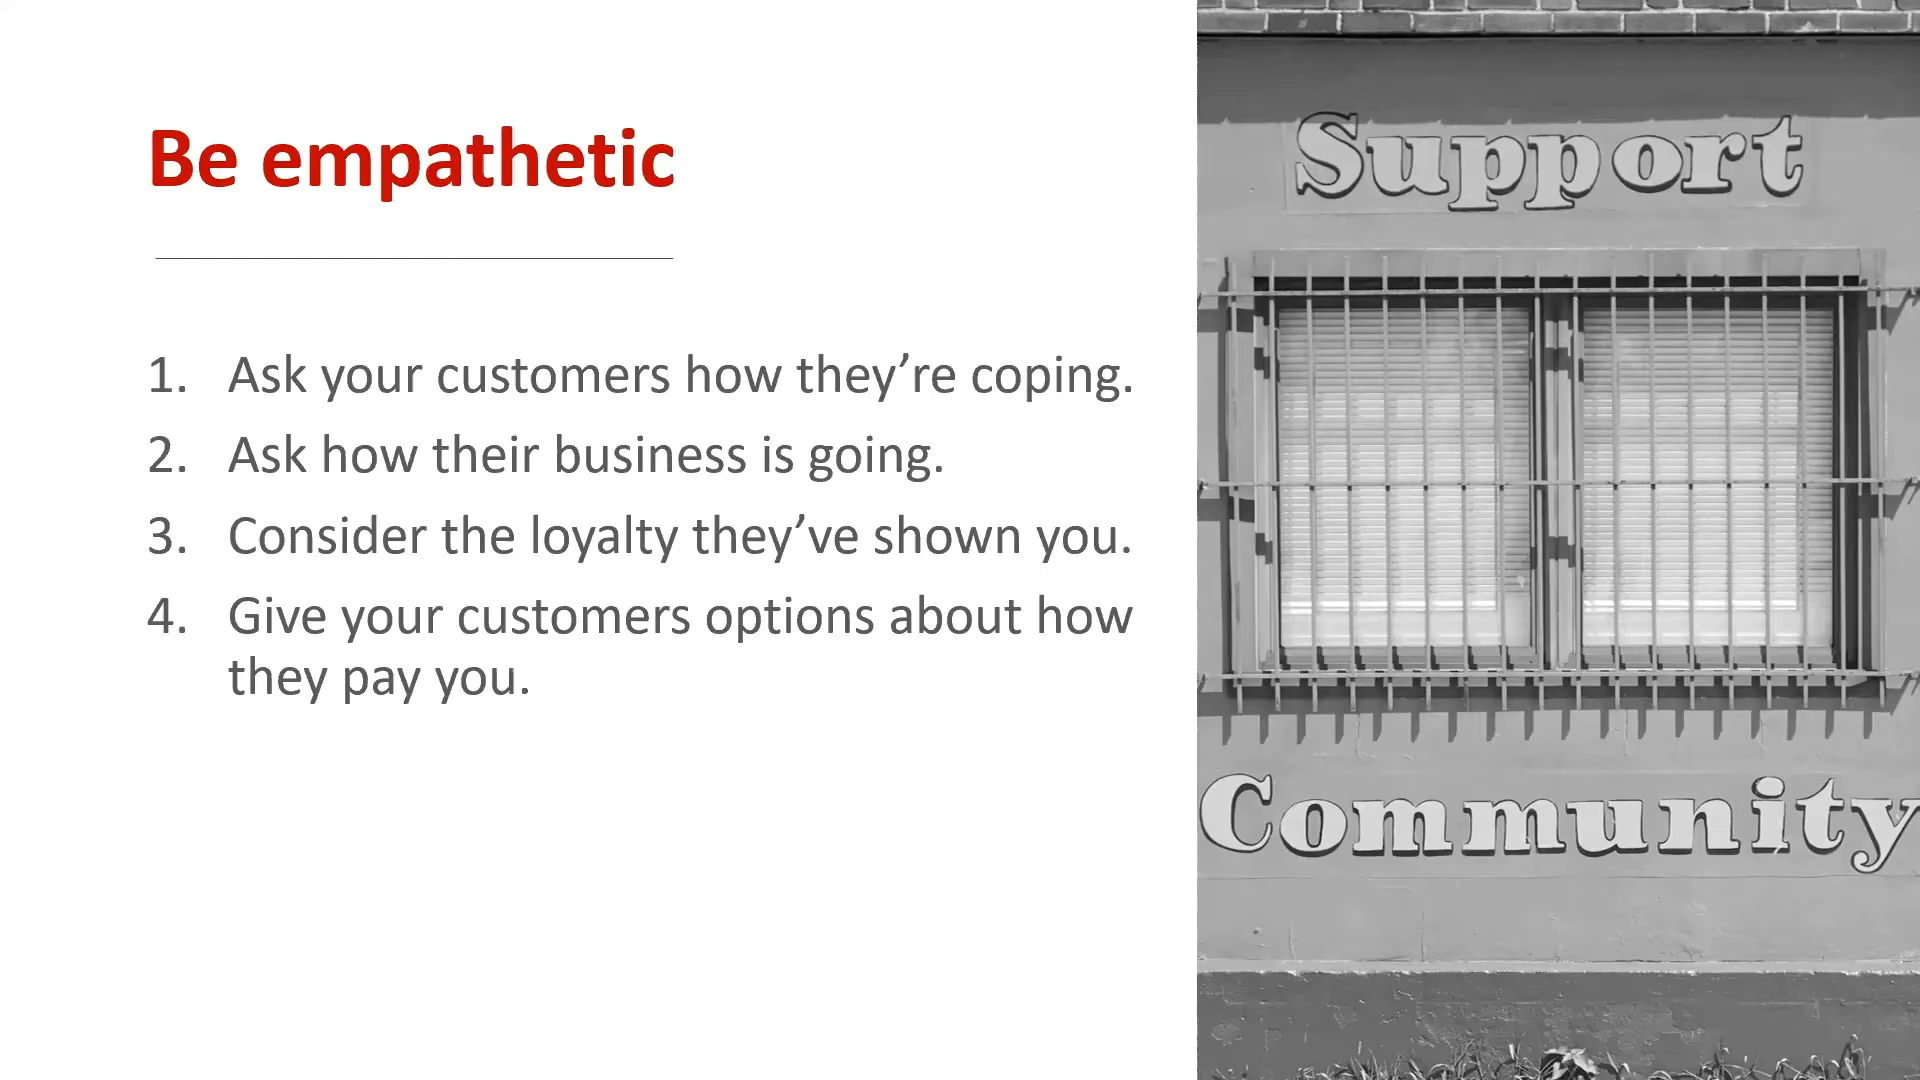 Be empathetic
1. Ask your customers how they’re coping.
2. Ask how their business is going.
3. Consider the loyalty they’ve shown you.
4. Give your customers options about how
they pay you.
Support
Community